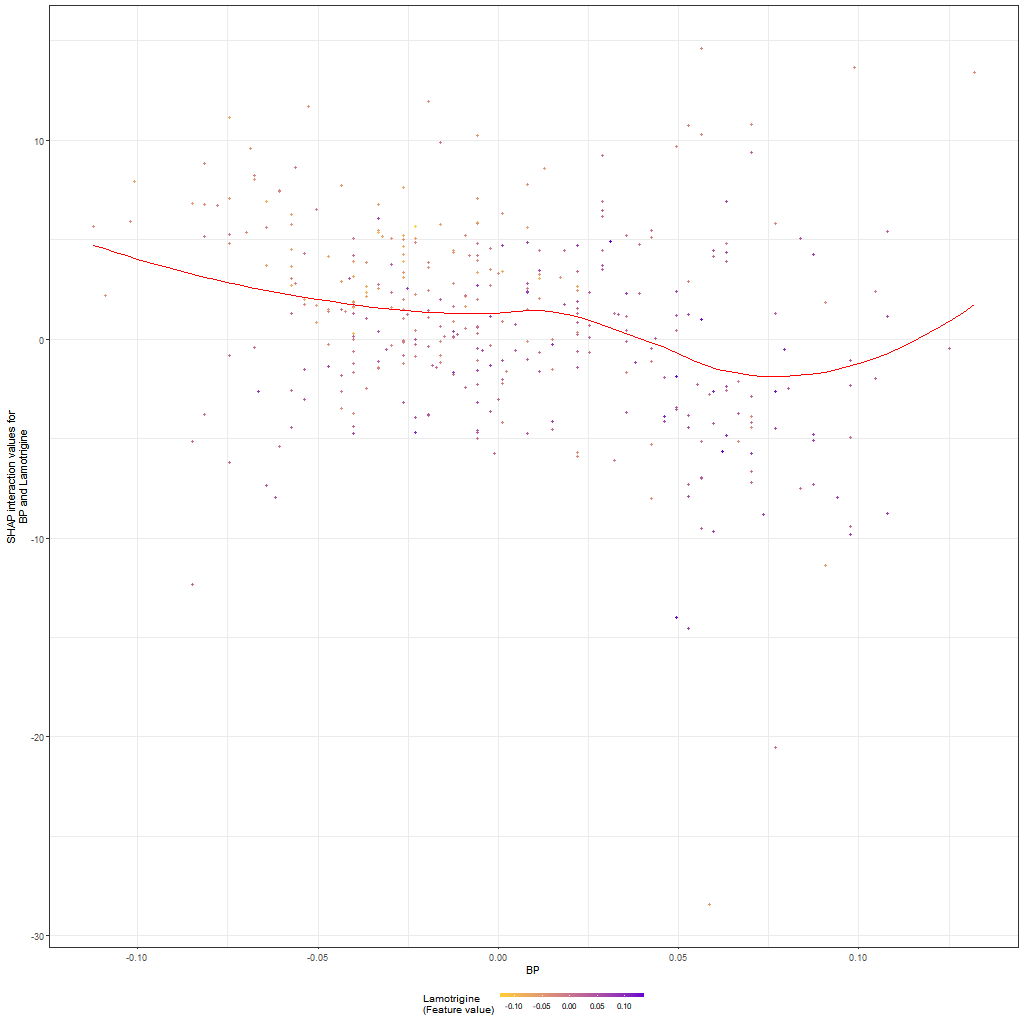 SHAP interaction values for
BP and Lamotrigine
10
0
-10
-20
-30
-0.10 -0.05 0.00 0.05 0.10
BP
Lamotrigine
(Feature value)
-0.10 -0.05 0.00 0.05 0.10